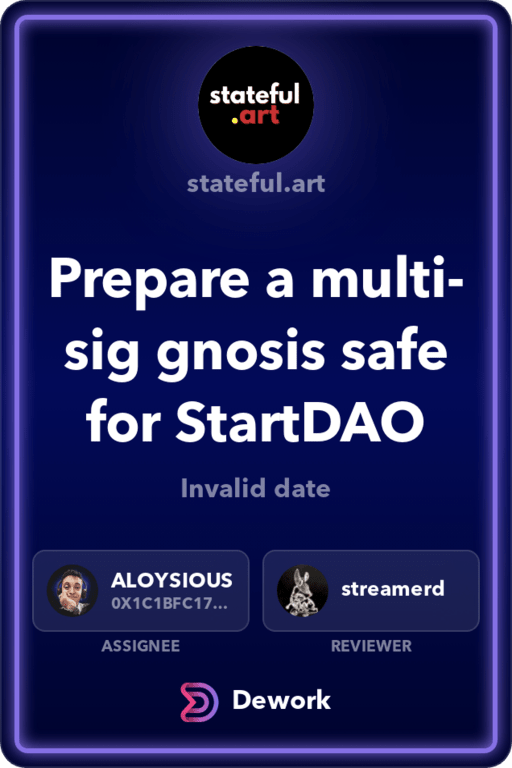 stateful
.art
stateful.art
Prepare a multi-
sig gnosis safe
for StartDAO
Invalid date
ALOYSIOUS
0X1C1BFC17...
streamerd
ASSIGNEE
REVIEWER
Dework